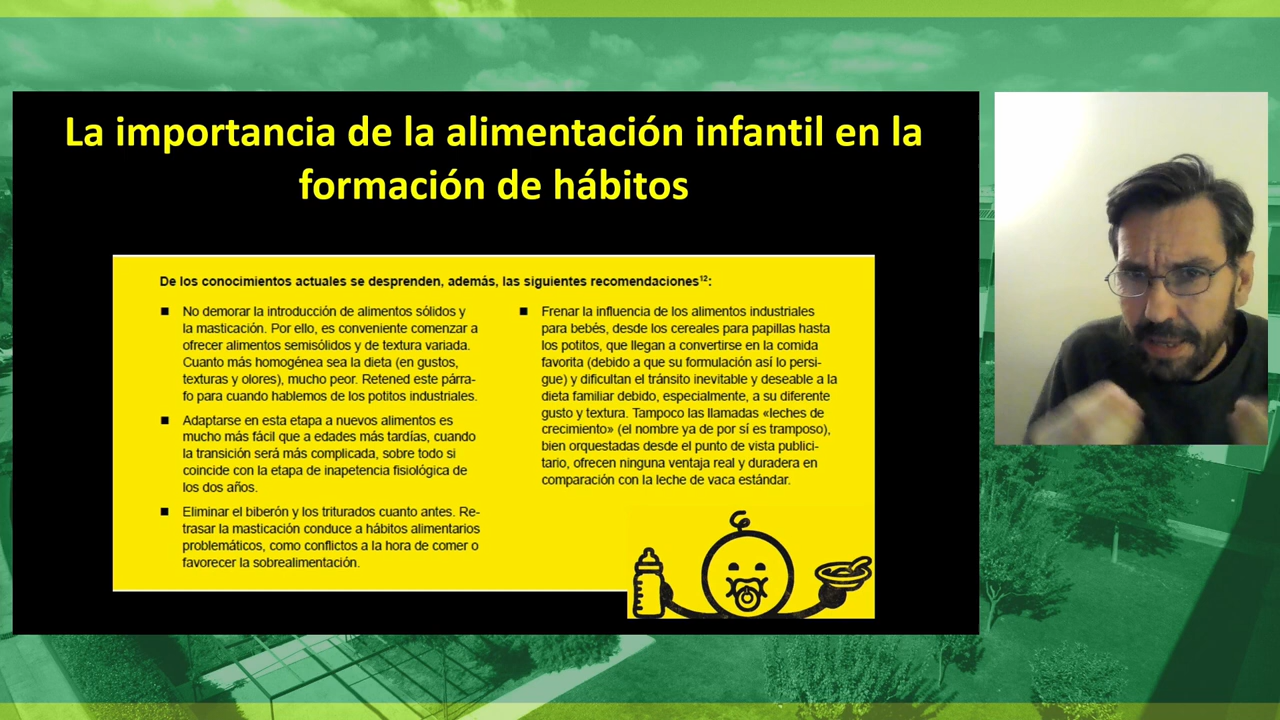 La importancia de la alimentación infantil en la
formación de hábitos
De los conocimientos actuales se desprenden, además, las siguientes recomendaciones¹²:
■ No demorar la introducción de alimentos sólidos y
la masticación. Por ello, es conveniente comenzar a
ofrecer alimentos semisólidos y de textura variada.
Cuanto más homogénea sea la dieta (en gustos,
texturas y olores), mucho peor. Retened este párra-
fo para cuando hablemos de los potitos industriales.
■ Adaptarse en esta etapa a nuevos alimentos es
mucho más fácil que a edades más tardías, cuando
la transición será más complicada, sobre todo si
coincide con la etapa de inapetencia fisiológica de
los dos años.
■ Eliminar el biberón y los triturados cuanto antes. Re-
trasar la masticación conduce a hábitos alimentarios
problemáticos, como conflictos a la hora de comer o
favorecer la sobrealimentación.
■ Frenar la influencia de los alimentos industriales
para bebés, desde los cereales para papillas hasta
los potitos, que llegan a convertirse en la comida
favorita (debido a que su formulación así lo persi-
gue) y dificultan el tránsito inevitable y deseable a la
dieta familiar debido, especialmente, a su diferente
gusto y textura. Tampoco las llamadas «leches de
crecimiento» (el nombre ya de por sí es tramposo),
bien orquestadas desde el punto de vista publici-
tario, ofrecen ninguna ventaja real y duradera en
comparación con la leche de vaca estándar.